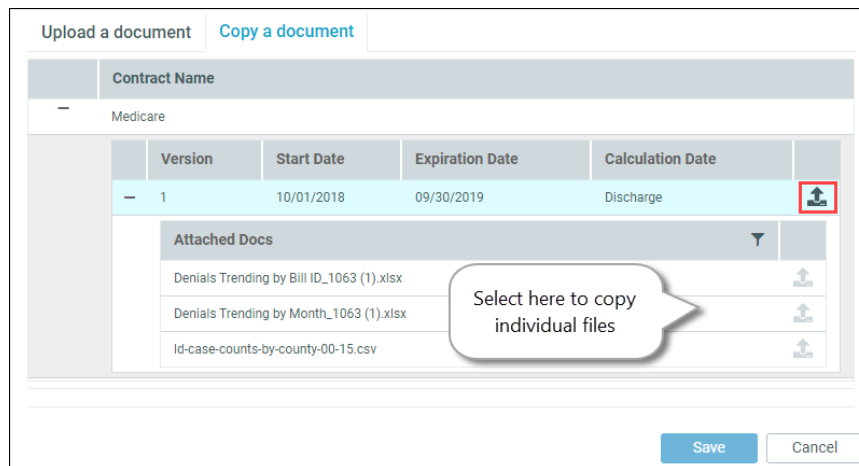 Upload a document Copy a document
Contract Name
Medicare
Version Start Date Expiration Date Calculation Date
1 10/01/2018 09/30/2019 Discharge
Attached Docs
Denials Trending by Bill ID_1063 (1).xlsx
Denials Trending by Month_1063 (1).xlsx
ld-case-counts-by-county-00-15.csv
Select here to copy
individual files
Save Cancel